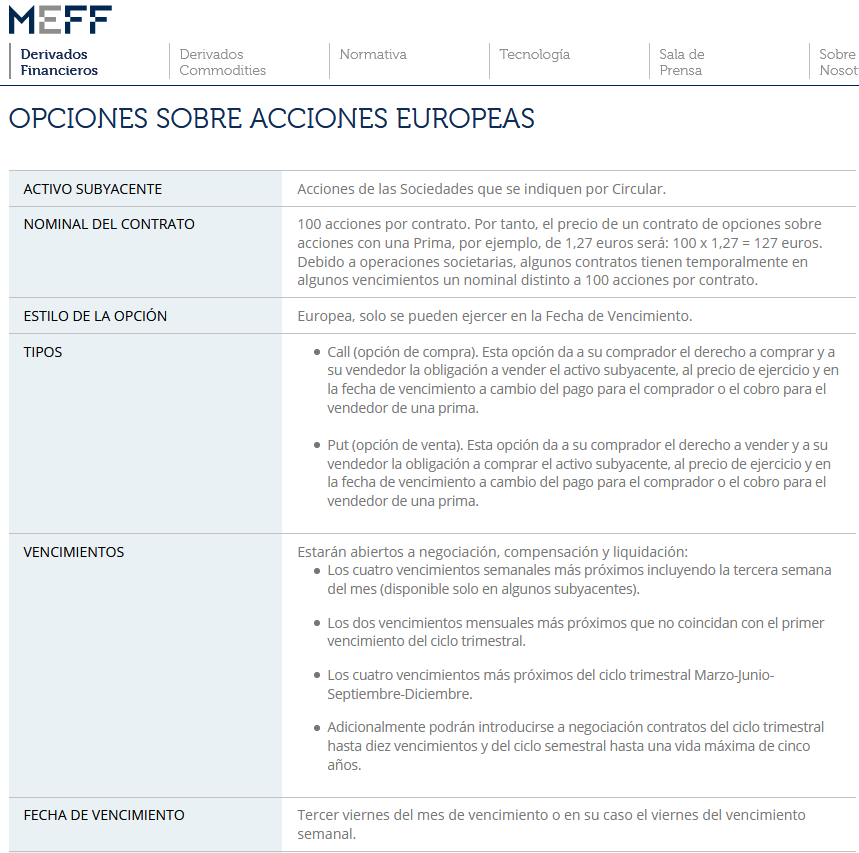 MEFF
Derivados
Financieros
Derivados
Commodities
Normativa
Tecnología
Sala de
Prensa
Sobre
Nosot
OPCIONES SOBRE ACCIONES EUROPEAS
ACTIVO SUBYACENTE
Acciones de las Sociedades que se indiquen por Circular.
NOMINAL DEL CONTRATO
100 acciones por contrato. Por tanto, el precio de un contrato de opciones sobre
acciones con una Prima, por ejemplo, de 1,27 euros será: 100 x 1,27 = 127 euros.
Debido a operaciones societarias, algunos contratos tienen temporalmente en
algunos vencimientos un nominal distinto a 100 acciones por contrato.
ESTILO DE LA OPCIÓN
Europea, solo se pueden ejercer en la Fecha de Vencimiento.
TIPOS
• Call (opción de compra). Esta opción da a su comprador el derecho a comprar y a
su vendedor la obligación a vender el activo subyacente, al precio de ejercicio y en
la fecha de vencimiento a cambio del pago para el comprador o el cobro para el
vendedor de una prima.
• Put (opción de venta). Esta opción da a su comprador el derecho a vender y a su
vendedor la obligación a comprar el activo subyacente, al precio de ejercicio y en
la fecha de vencimiento a cambio del pago para el comprador o el cobro para el
vendedor de una prima.
VENCIMIENTOS
Estarán abiertos a negociación, compensación y liquidación:
• Los cuatro vencimientos semanales más próximos incluyendo la tercera semana
del mes (disponible solo en algunos subyacentes).
• Los dos vencimientos mensuales más próximos que no coincidan con el primer
vencimiento del ciclo trimestral.
• Los cuatro vencimientos más próximos del ciclo trimestral Marzo-Junio-
Septiembre-Diciembre.
• Adicionalmente podrán introducirse a negociación contratos del ciclo trimestral
hasta diez vencimientos y del ciclo semestral hasta una vida máxima de cinco
años.
FECHA DE VENCIMIENTO
Tercer viernes del mes de vencimiento o en su caso el viernes del vencimiento
semanal.